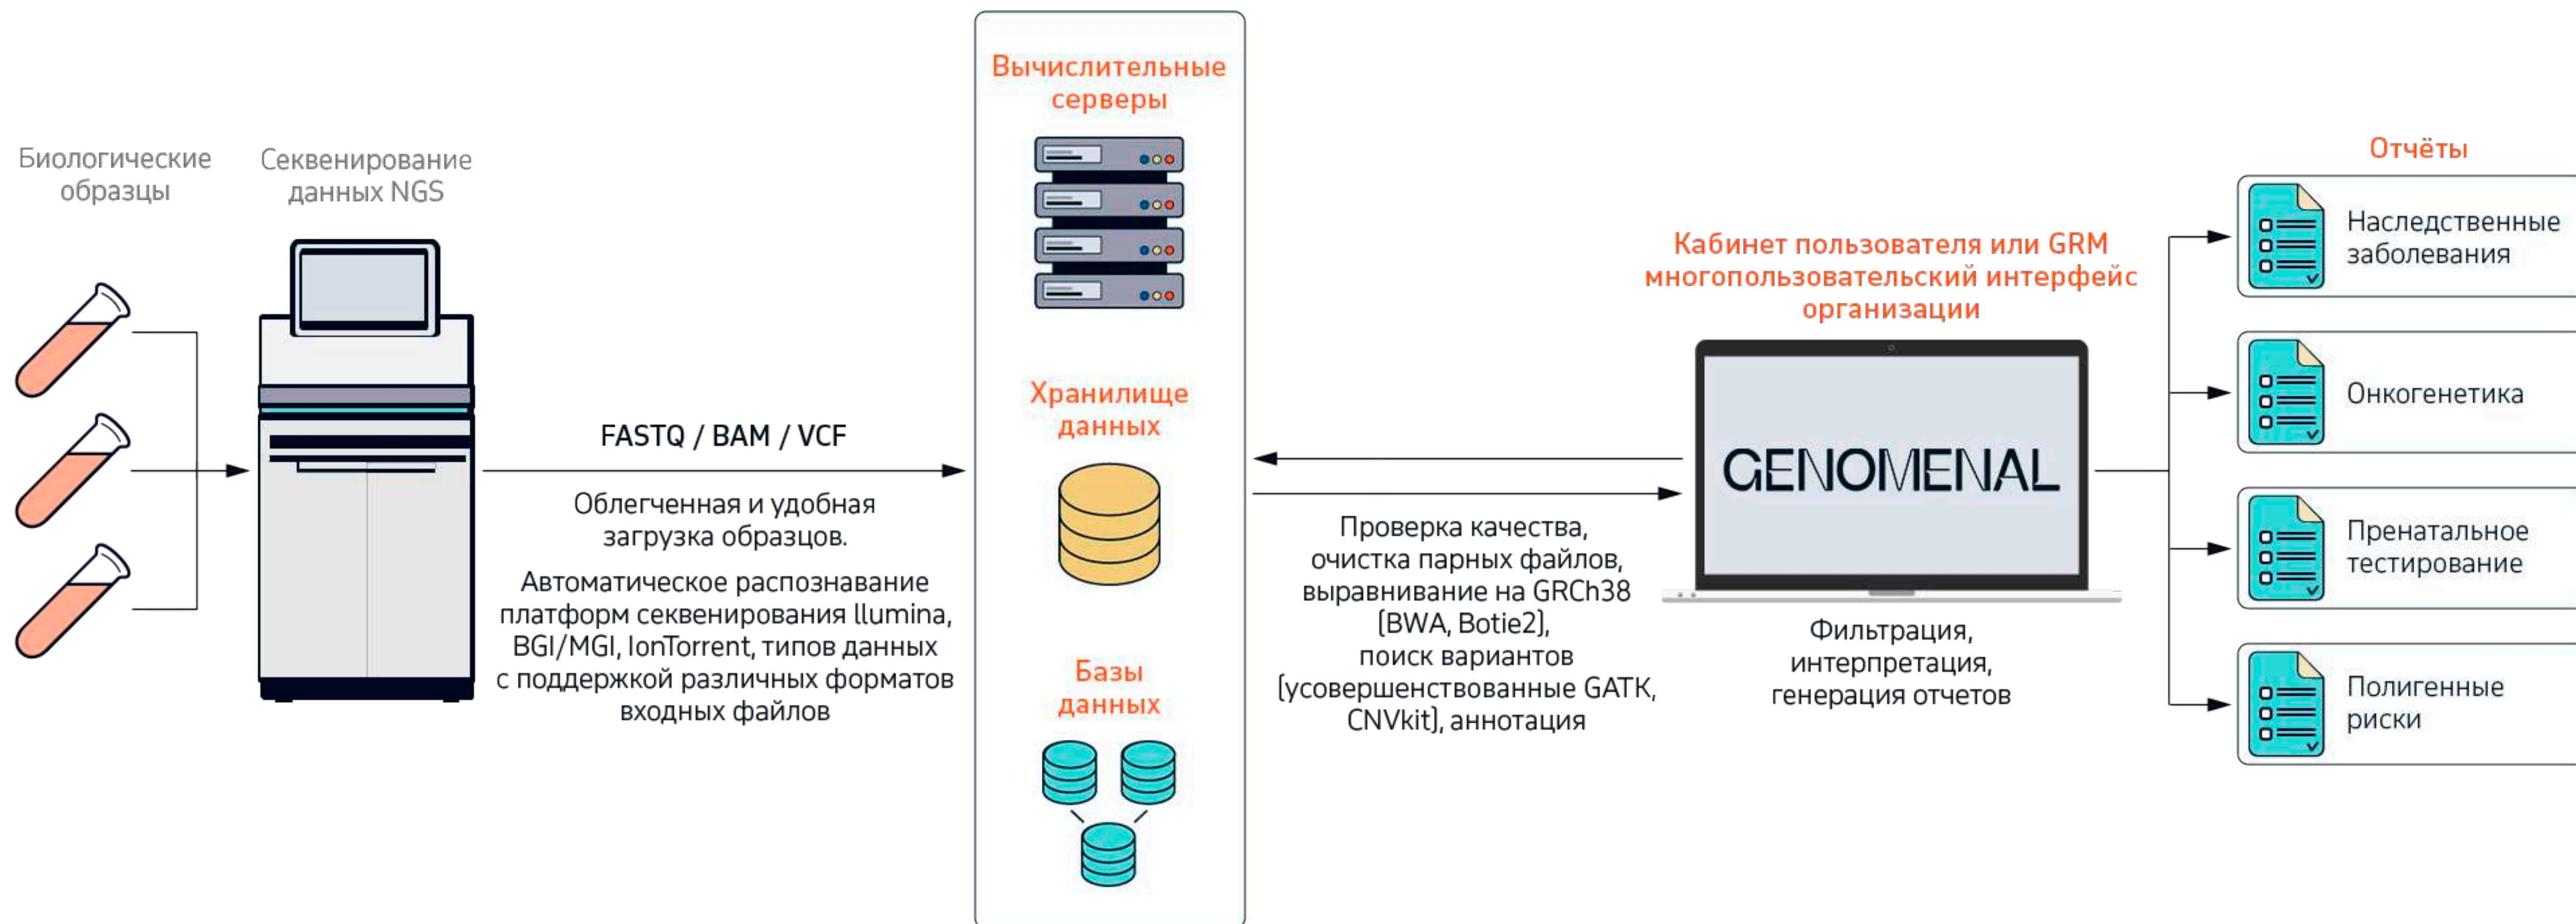 Биологические
образцы
Секвенирование
данных NGS
FASTQ / BAM / VCF
Облегченная и удобная
загрузка образцов.
Автоматическое распознавание
платформ секвенирования llumina,
BGI/MGI, IonTorrent, типов данных
с поддержкой различных форматов
входных файлов
Вычислительные
серверы
Хранилище
данных
Базы
данных
Проверка качества,
очистка парных файлов,
выравнивание на GRCh38
(BWA, Botie2),
поиск вариантов
(усовершенствованные GATK,
CNVkit), аннотация
Кабинет пользователя или GRM
многопользовательский интерфейс
организации
GENOMENAL
Фильтрация,
интерпретация,
генерация отчетов
Отчёты
Наследственные
заболевания
Онкогенетика
Пренатальное
тестирование
Полигенные
риски